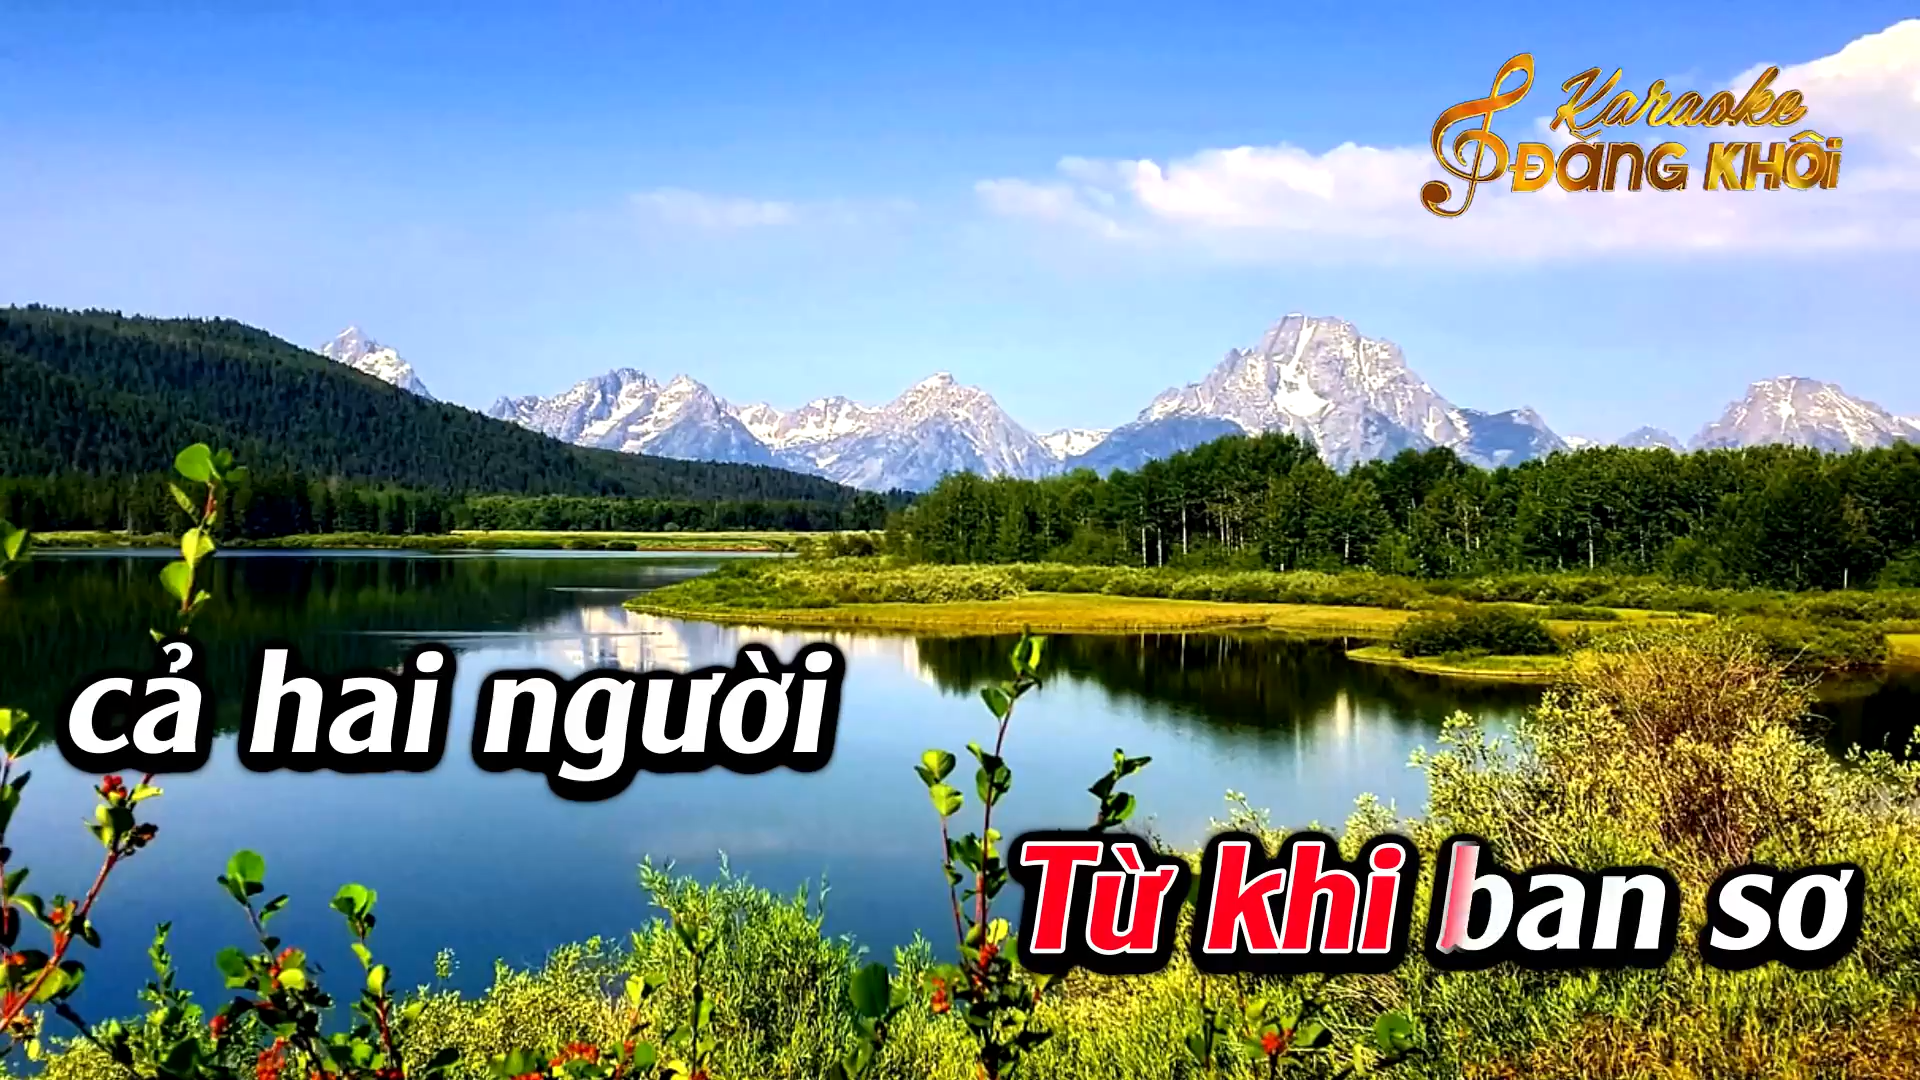 Karaoke
ĐĂNG KHÔI
cả hai người
Từ khi ban sơ